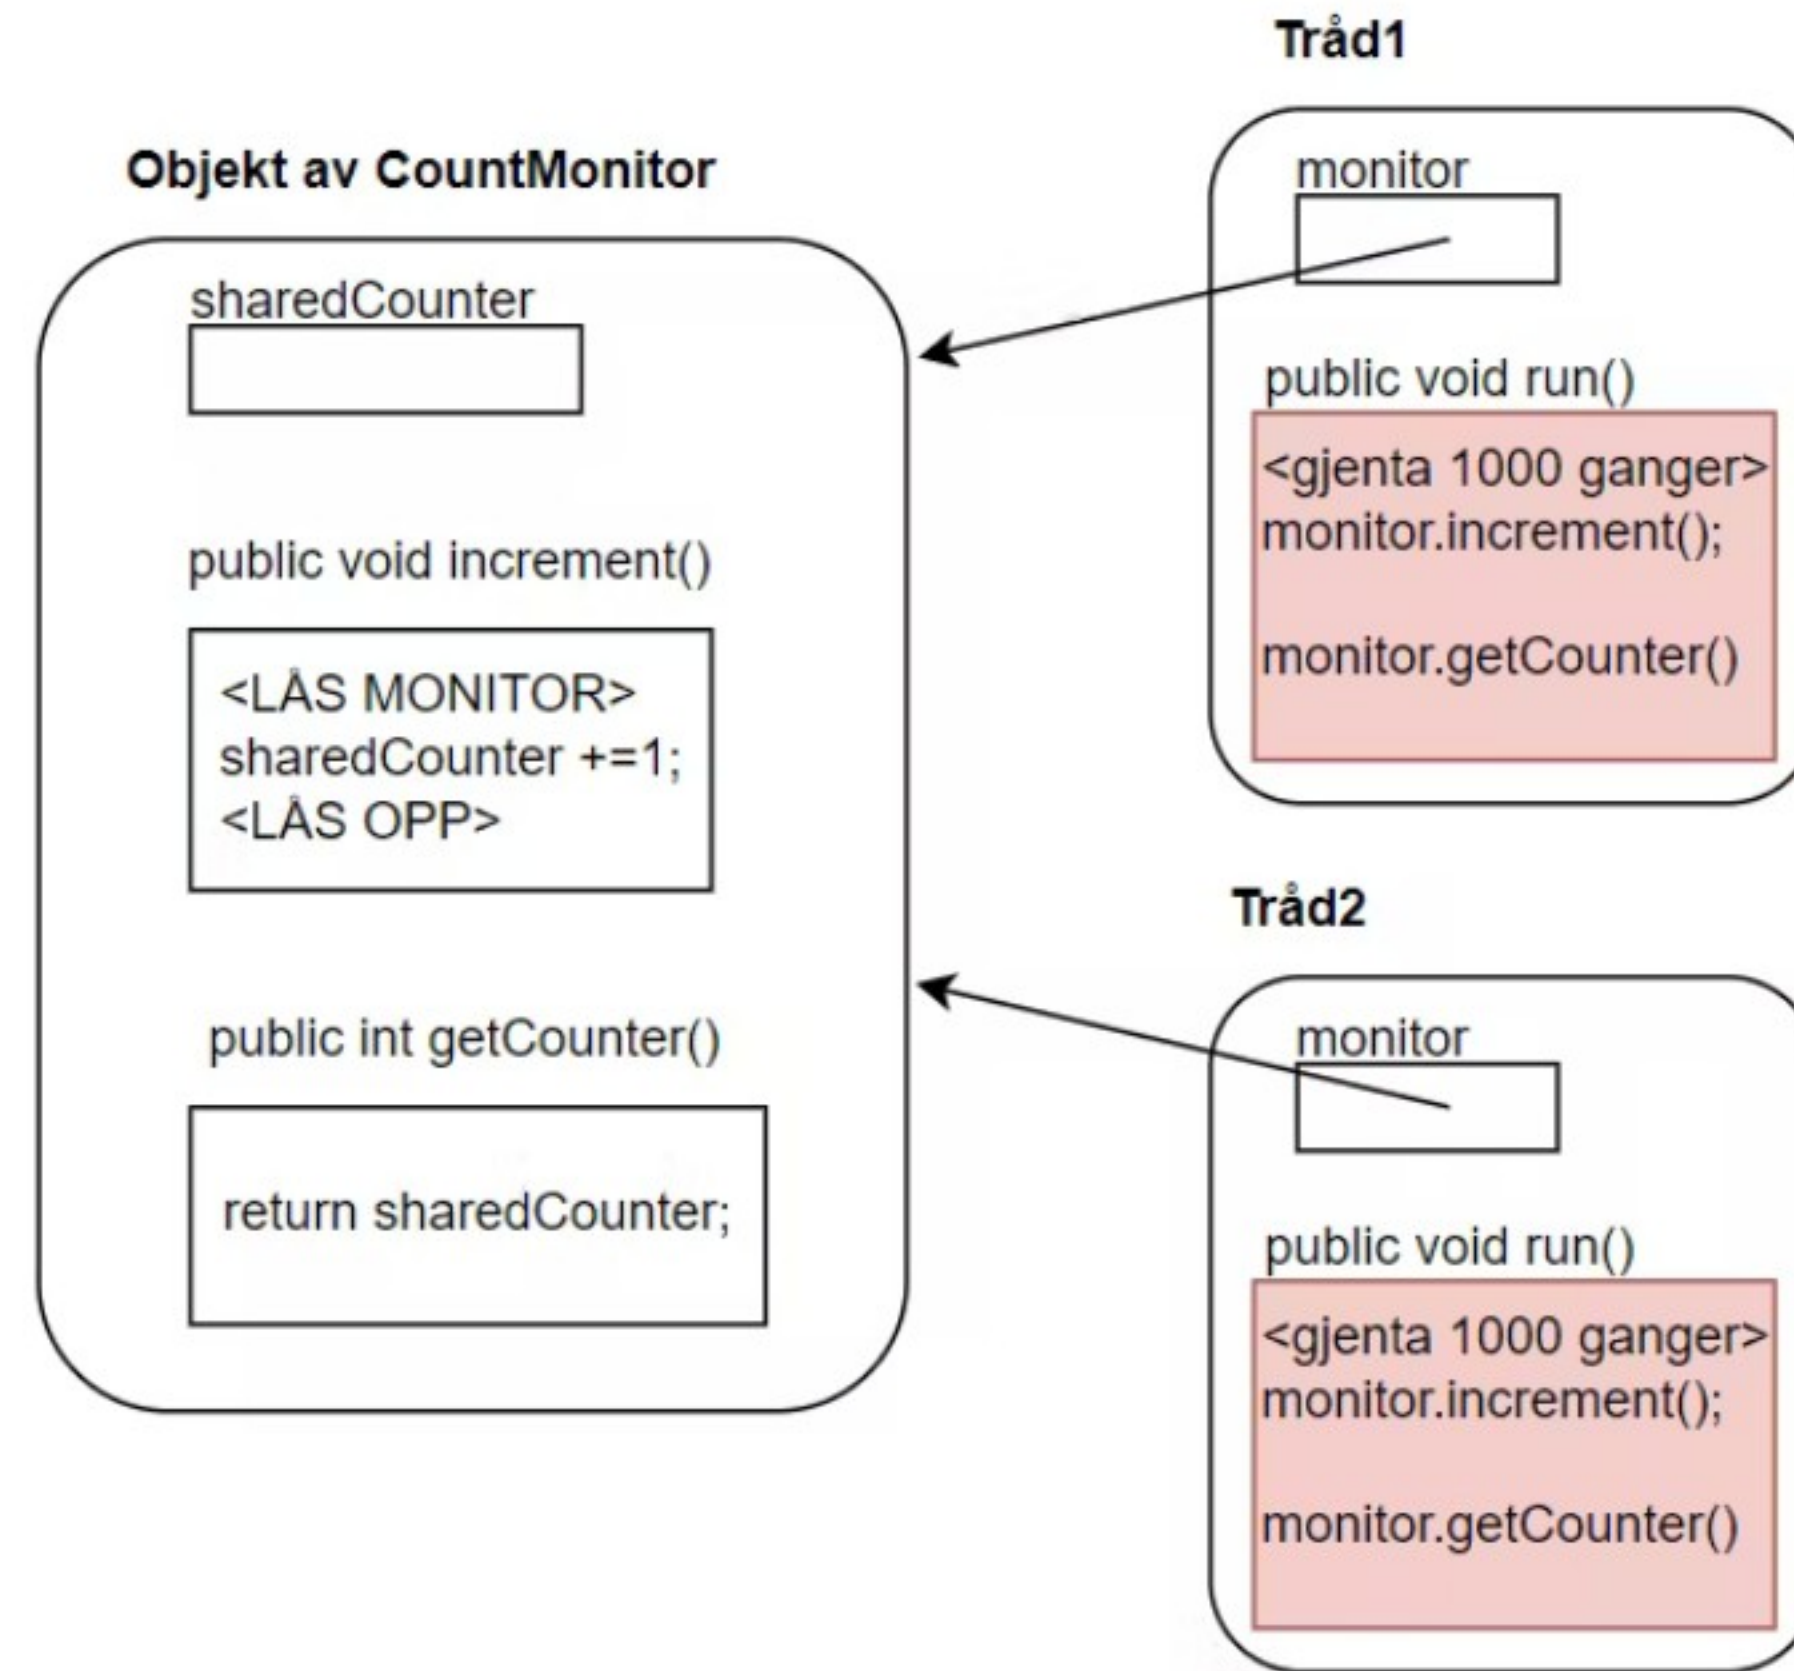 Objekt av CountMonitor
sharedCounter
public void increment()
<LÅS MONITOR>
sharedCounter +=1;
<LÅS OPP>
public int getCounter()
return sharedCounter;
Tråd1
monitor
public void run()
<gjenta 1000 ganger>
monitor.increment();
monitor.getCounter()
Tråd2
monitor
public void run()
<gjenta 1000 ganger>
monitor.increment();
monitor.getCounter()